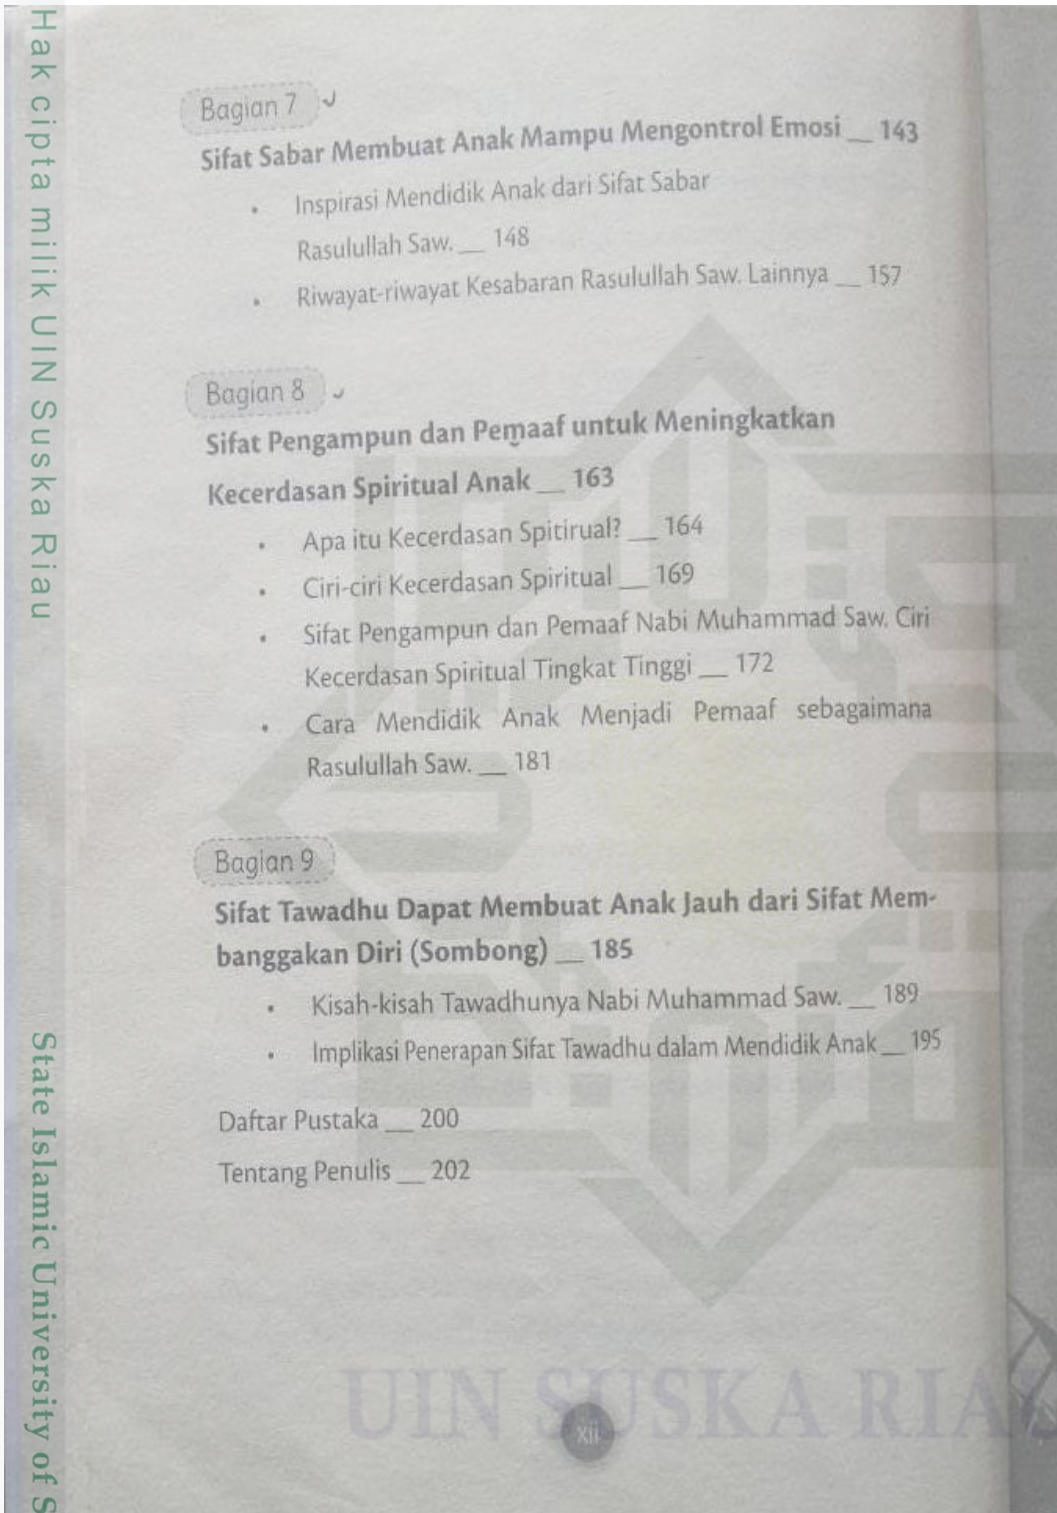 Hak cipta milik UIN Suska Riau
State Islamic University of S
Bagian 7
Sifat Sabar Membuat Anak Mampu Mengontrol Emosi __ 143
• Inspirasi Mendidik Anak dari Sifat Sabar
Rasulullah Saw. __ 148
• Riwayat-riwayat Kesabaran Rasulullah Saw. Lainnya __ 157
Bagian 8
Sifat Pengampun dan Pemaaf untuk Meningkatkan
Kecerdasan Spiritual Anak __ 163
• Apa itu Kecerdasan Spitirual? __ 164
• Ciri-ciri Kecerdasan Spiritual __ 169
• Sifat Pengampun dan Pemaaf Nabi Muhammad Saw. Ciri
Kecerdasan Spiritual Tingkat Tinggi __ 172
• Cara Mendidik Anak Menjadi Pemaaf sebagaimana
Rasulullah Saw. __ 181
Bagian 9
Sifat Tawadhu Dapat Membuat Anak Jauh dari Sifat Mem-
banggakan Diri (Sombong) __ 185
• Kisah-kisah Tawadhunya Nabi Muhammad Saw. __ 189
• Implikasi Penerapan Sifat Tawadhu dalam Mendidik Anak __ 195
Daftar Pustaka __ 200
Tentang Penulis __ 202
UIN SUSKA RIAU
xii